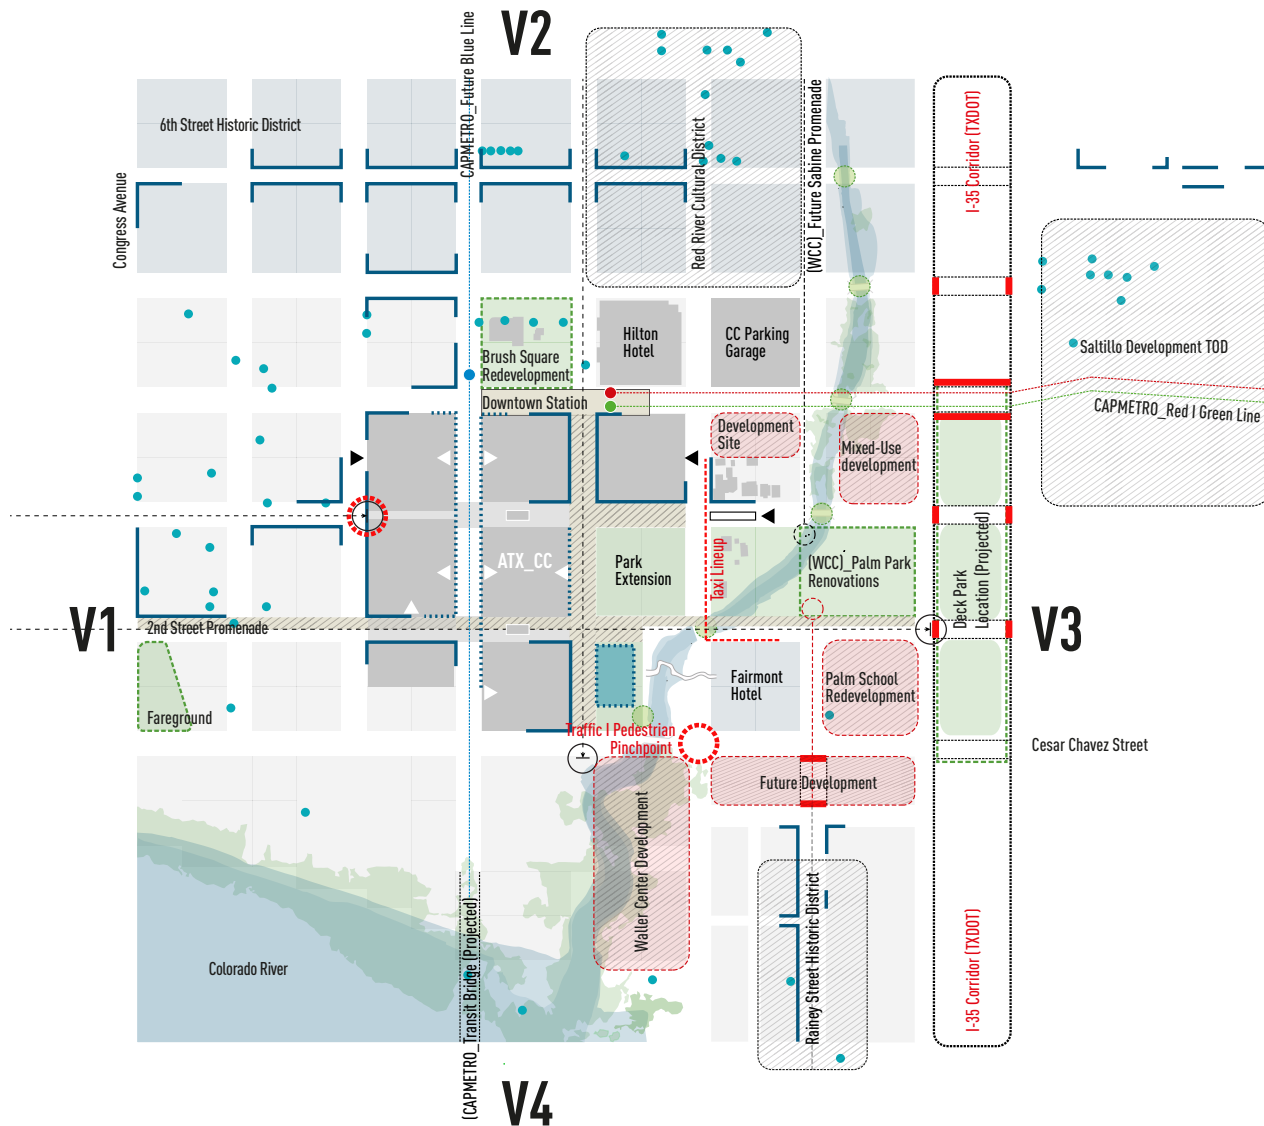 V2
CAPMETRO_Future Blue Line
6th Street Historic District
Congress Avenue
Red River Cultural District
(WCC)_Future Sabine Promenade
I-35 Corridor (TXDOT)
Hilton
Hotel
CC Parking
Garage
Brush Square
Redevelopment
Downtown Station
Saltillo Development TOD
CAPMETRO_Red I Green Line
Development
Site
Mixed-Use
development
ATX_CC
Park
Extension
Taxi Lineup
(WCC)_Palm Park
Renovations
Deck Park
Location (Projected)
V1
2nd Street Promenade
V3
Fareground
Fairmont
Hotel
Palm School
Redevelopment
Traffic I Pedestrian
Pinchpoint
Cesar Chavez Street
Future Development
Waller Center Development
Rainey Street Historic District
Colorado River
(CAPMETRO_Transit Bridge (Projected)
I-35 Corridor (TXDOT)
V4